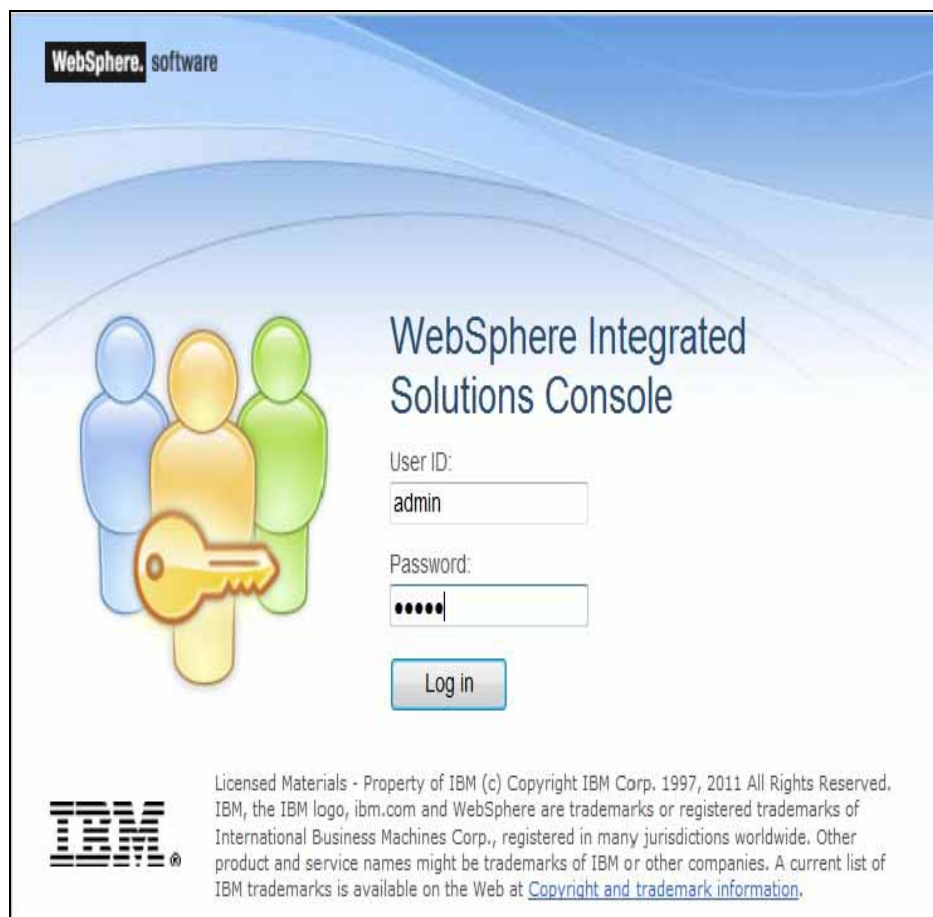 WebSphere. software
WebSphere Integrated
Solutions Console
User ID:
admin
Password:
•••••
Log in
Licensed Materials - Property of IBM (c) Copyright IBM Corp. 1997, 2011 All Rights Reserved.
IBM, the IBM logo, ibm.com and WebSphere are trademarks or registered trademarks of
International Business Machines Corp., registered in many jurisdictions worldwide. Other
product and service names might be trademarks of IBM or other companies. A current list of
IBM trademarks is available on the Web at Copyright and trademark information.
IBM®